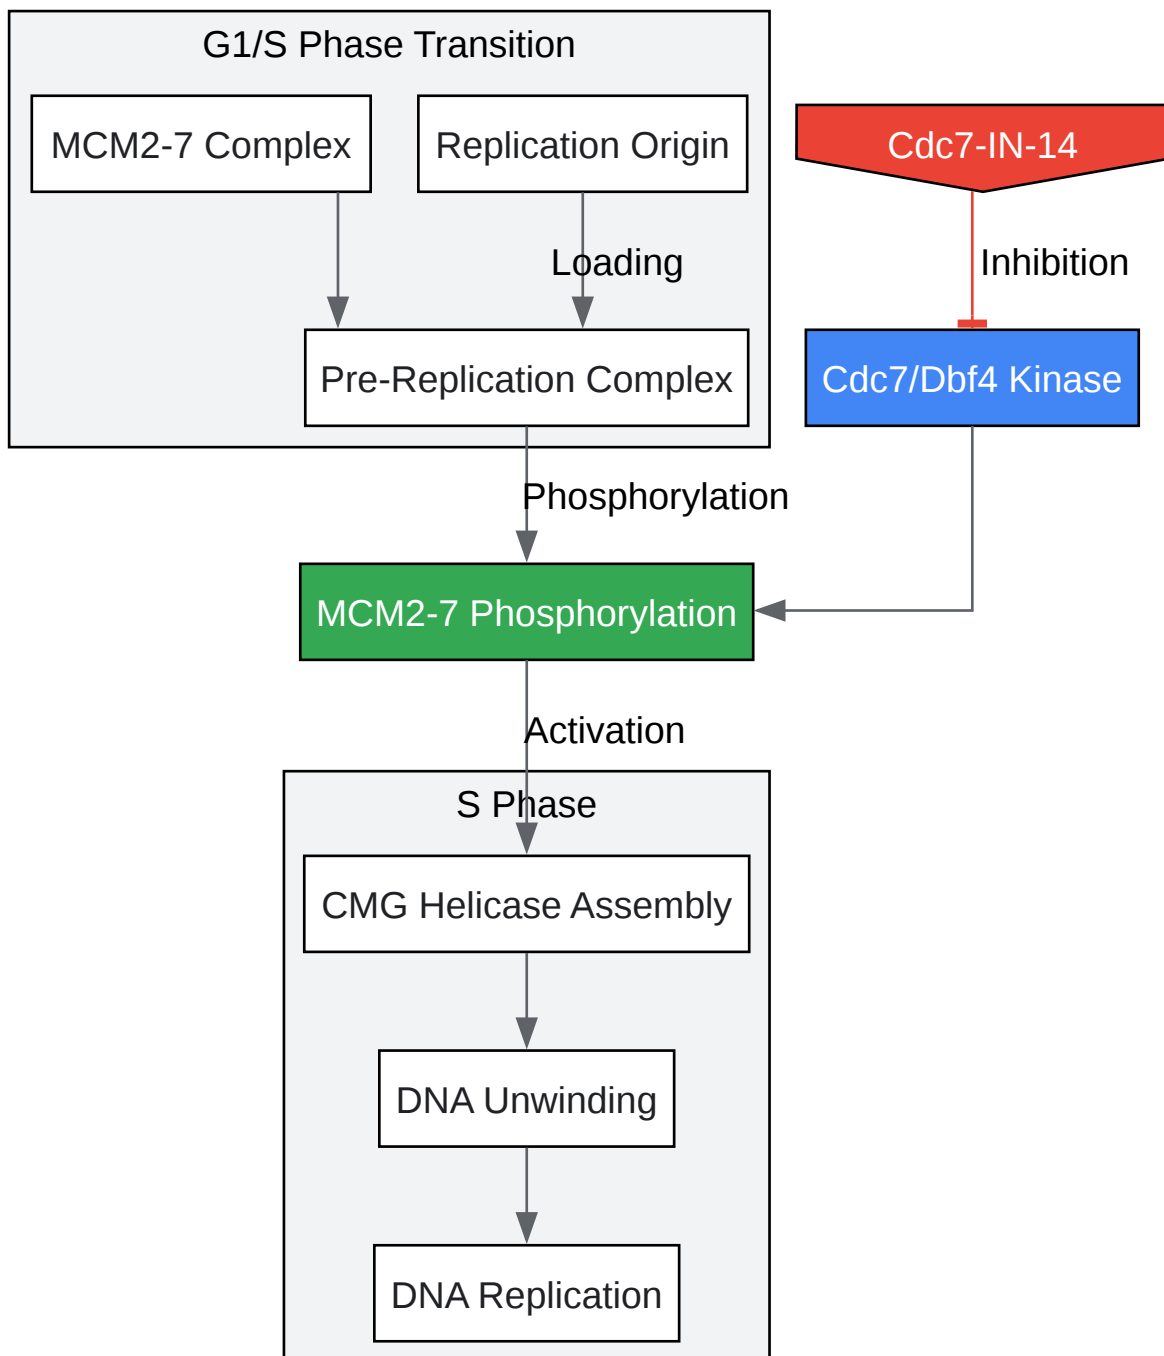 G1/S Phase Transition
MCM2-7 Complex
Replication Origin
Cdc7-IN-14
Loading
Inhibition
Pre-Replication Complex
Cdc7/Dbf4 Kinase
Phosphorylation
MCM2-7 Phosphorylation
Activation
S Phase
CMG Helicase Assembly
DNA Unwinding
DNA Replication